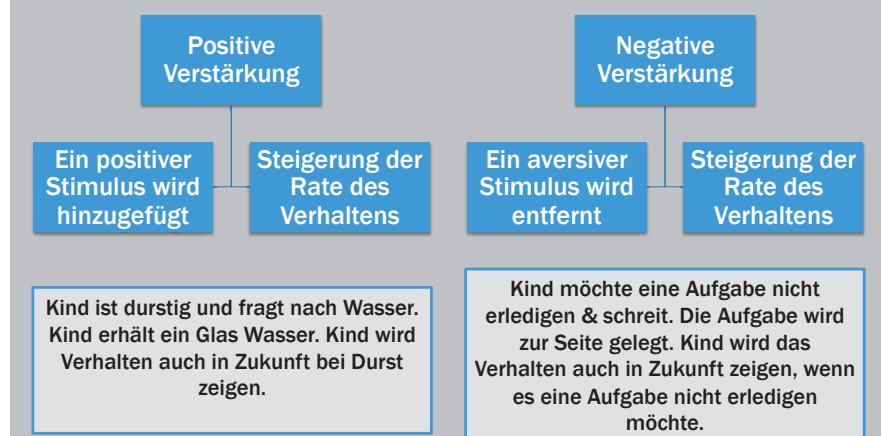 Positive
Verstärkung
Ein positiver
Stimulus wird
hinzugefügt
Steigerung der
Rate des
Verhaltens
Kind ist durstig und fragt nach Wasser.
Kind erhält ein Glas Wasser. Kind wird
Verhalten auch in Zukunft bei Durst
zeigen.
Negative
Verstärkung
Ein aversiver
Stimulus wird
entfernt
Steigerung der
Rate des
Verhaltens
Kind möchte eine Aufgabe nicht
erledigen & schreit. Die Aufgabe wird
zur Seite gelegt. Kind wird das
Verhalten auch in Zukunft zeigen, wenn
es eine Aufgabe nicht erledigen
möchte.